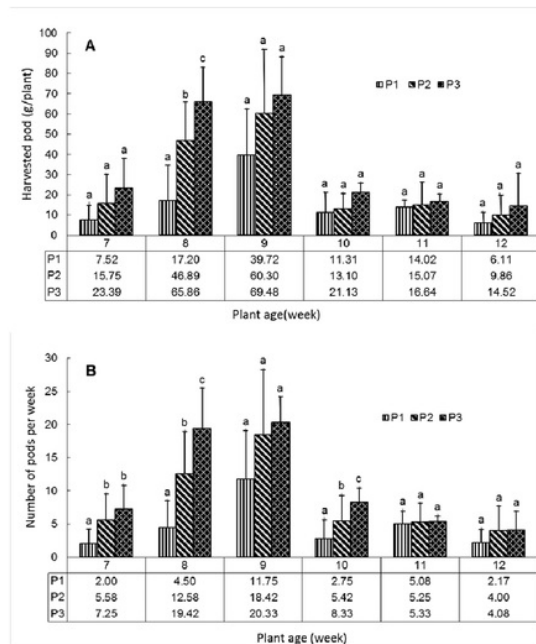 A
100
90
80
70
60
50
40
30
20
10
0
Harvested pod (g/plant)
P1 P2 P3
a a a
a b c
a a a
a a a
a a a
a a a
7 8 9 10 11 12
P1 7.52 17.20 39.72 11.31 14.02 6.11
P2 15.75 46.89 60.30 13.10 15.07 9.86
P3 23.39 65.86 69.48 21.13 16.64 14.52
Plant age(week)
B
30
25
20
15
10
5
0
Number of pods per week
P1 P2 P3
a b b
a b c
a a a
a b c
a a a
a a a
7 8 9 10 11 12
P1 2.00 4.50 11.75 2.75 5.08 2.17
P2 5.58 12.58 18.42 5.42 5.25 4.00
P3 7.25 19.42 20.33 8.33 5.33 4.08
Plant age (week)